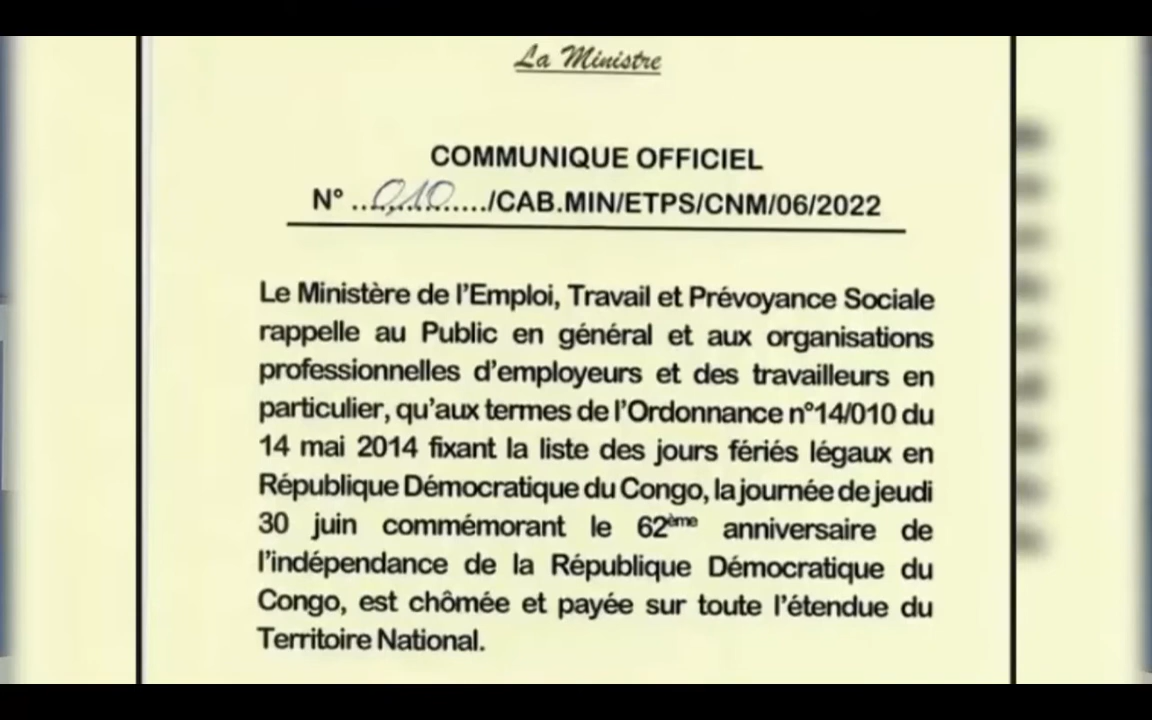 La Ministre
COMMUNIQUE OFFICIEL
N° ....010....../CAB.MIN/ETPS/CNM/06/2022
Le Ministère de l'Emploi, Travail et Prévoyance Sociale
rappelle au Public en général et aux organisations
professionnelles d'employeurs et des travailleurs en
particulier, qu'aux termes de l'Ordonnance n°14/010 du
14 mai 2014 fixant la liste des jours fériés légaux en
République Démocratique du Congo, la journée de jeudi
30 juin commémorant le 62ème anniversaire de
l'indépendance de la République Démocratique du
Congo, est chômée et payée sur toute l'étendue du
Territoire National.